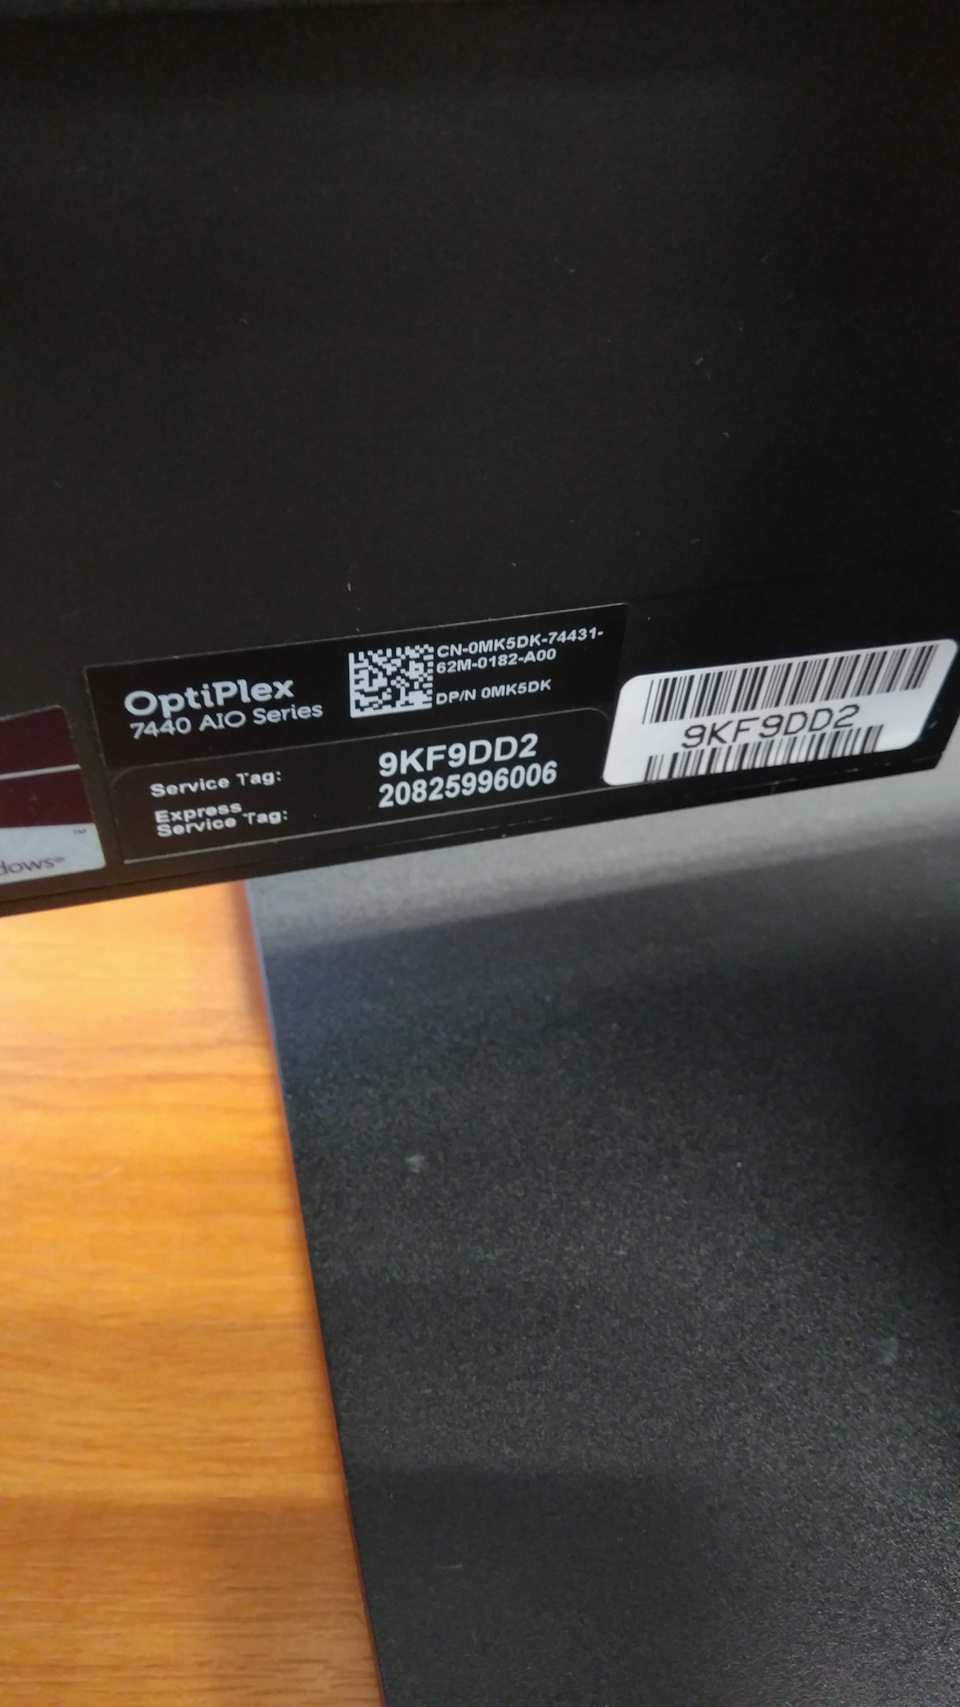 OptiPlex
7440 AIO Series
CN-0MK5DK-74431-
62M-0182-A00
DP/N 0MK5DK
Service Tag:
9KF9DD2
Express
Service Tag:
20825996006
9KF9DD2
dows®
™